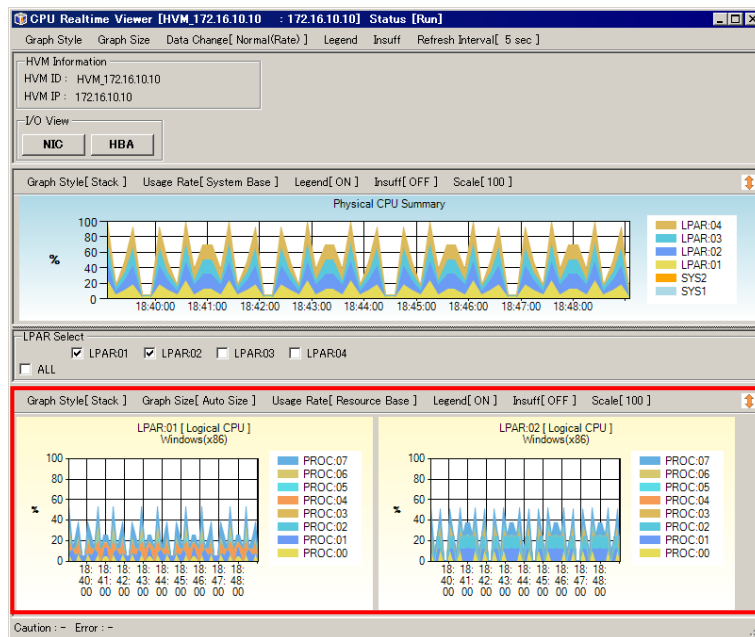 CPU Realtime Viewer [HVM_172.16.10.10 : 172.16.10.10] Status [Run]
Graph Style Graph Size Data Change[ Normal(Rate) ] Legend Insuff Refresh Interval[ 5 sec ]
HVM Information
HVM ID : HVM_172.16.10.10
HVM IP : 172.16.10.10
I/O View
NIC HBA
Graph Style[ Stack ] Usage Rate[ System Base ] Legend[ ON ] Insuff[ OFF ] Scale[ 100 ]
Physical CPU Summary
100
80
60
%
40
20
0
18:40:00 18:41:00 18:42:00 18:43:00 18:44:00 18:45:00 18:46:00 18:47:00 18:48:00
LPAR:04
LPAR:03
LPAR:02
LPAR:01
SYS2
SYS1
LPAR Select
LPAR:01 LPAR:02 LPAR:03 LPAR:04
ALL
Graph Style[ Stack ] Graph Size[ Auto Size ] Usage Rate[ Resource Base ] Legend[ ON ] Insuff[ OFF ] Scale[ 100 ]
LPAR:01 [ Logical CPU ]
Windows(x86)
100
80
60
%
40
20
0
18: 18: 18: 18: 18: 18: 18: 18: 18:
40: 41: 42: 43: 44: 45: 46: 47: 48:
00 00 00 00 00 00 00 00 00
PROC:07
PROC:06
PROC:05
PROC:04
PROC:03
PROC:02
PROC:01
PROC:00
LPAR:02 [ Logical CPU ]
Windows(x86)
100
80
60
%
40
20
0
18: 18: 18: 18: 18: 18: 18: 18: 18:
40: 41: 42: 43: 44: 45: 46: 47: 48:
00 00 00 00 00 00 00 00 00
PROC:07
PROC:06
PROC:05
PROC:04
PROC:03
PROC:02
PROC:01
PROC:00
Caution : - Error : -